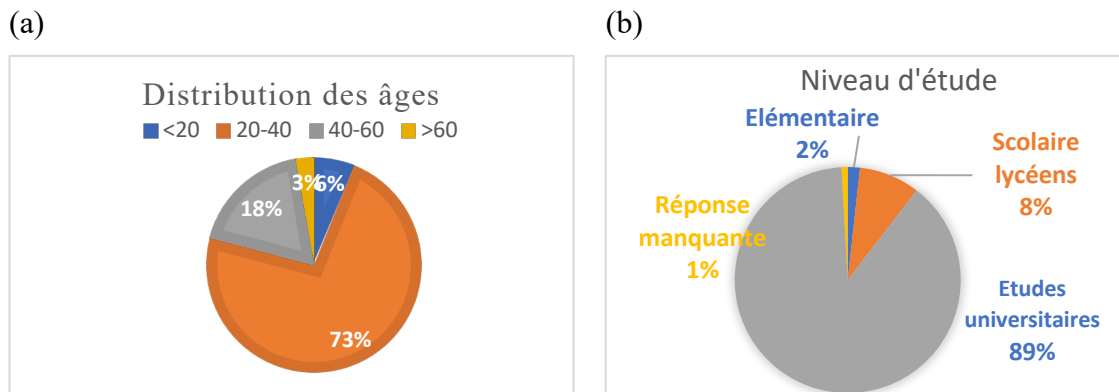 (a)
(b)
Distribution des âges
<20 20-40 40-60 >60
3%
6%
18%
73%
Niveau d'étude
Elémentaire
2%
Scolaire
lycéens
8%
Réponse
manquante
1%
Etudes
universitaires
89%